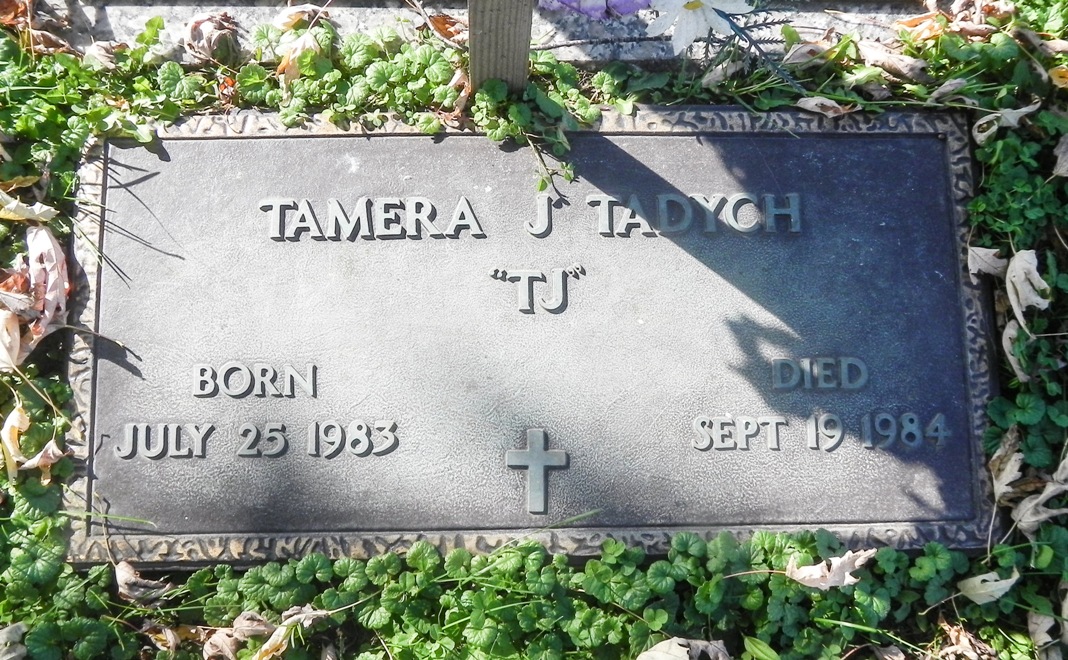 TAMERA J TADYCH
"TJ"
BORN DIED
JULY 25 1983 SEPT 19 1984